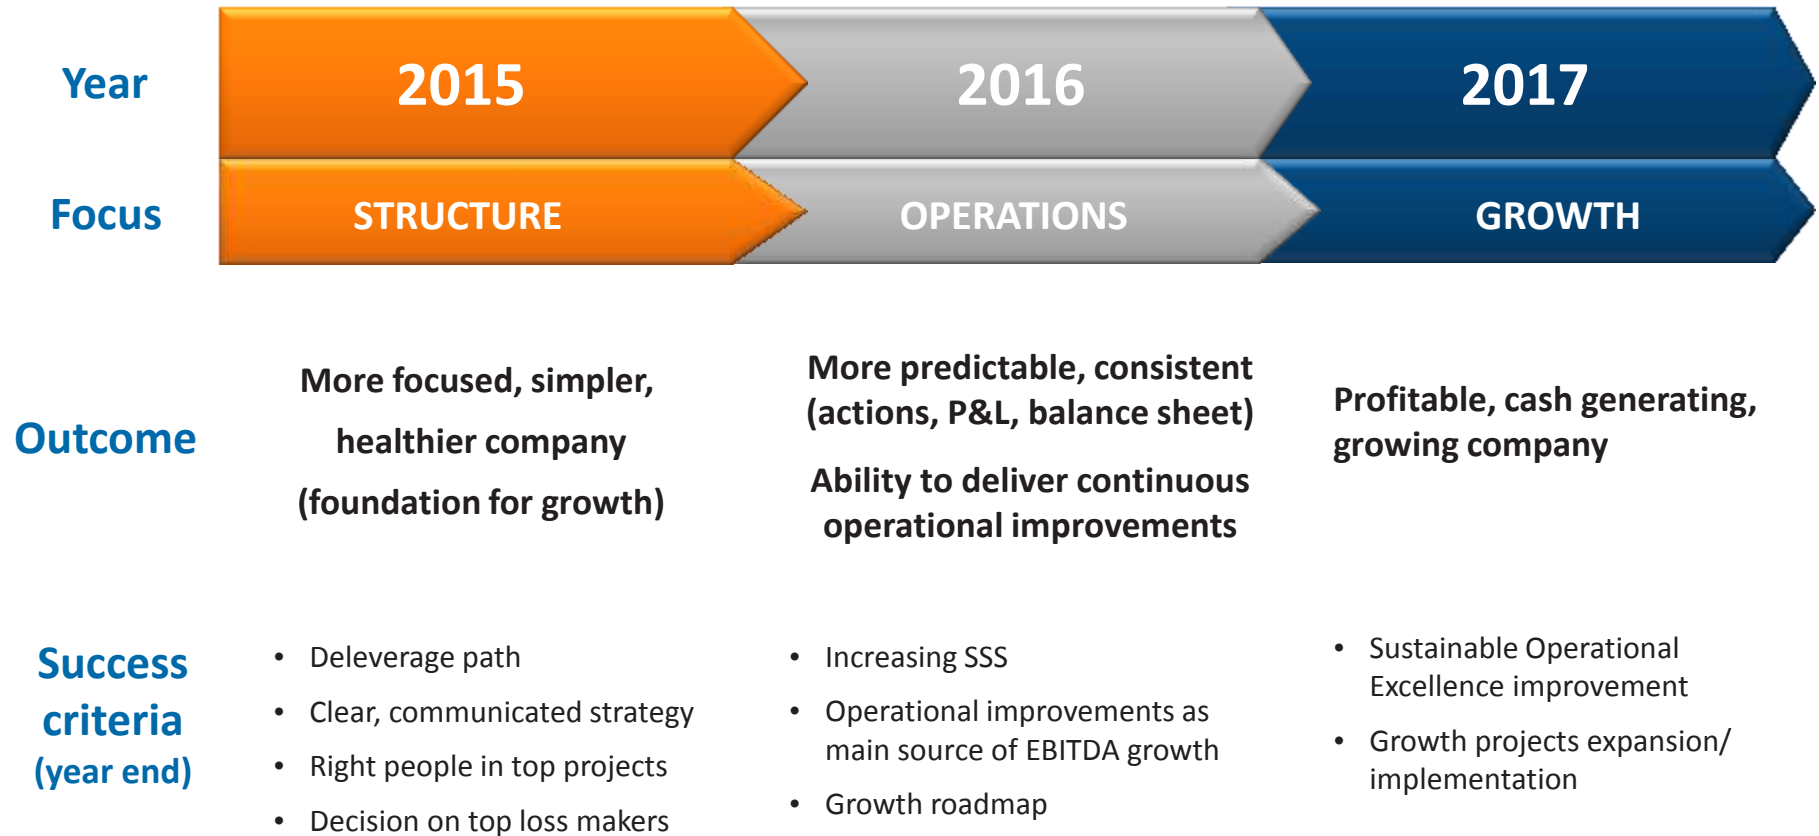 Year
2015
2016
2017
Focus
STRUCTURE
OPERATIONS
GROWTH
Outcome
More focused, simpler,
healthier company
(foundation for growth)
More predictable, consistent
(actions, P&L, balance sheet)
Ability to deliver continuous
operational improvements
Profitable, cash generating,
growing company
Success
criteria
(year end)
• Deleverage path
• Clear, communicated strategy
• Right people in top projects
• Decision on top loss makers
• Increasing SSS
• Operational improvements as
main source of EBITDA growth
• Growth roadmap
• Sustainable Operational
Excellence improvement
• Growth projects expansion/
implementation